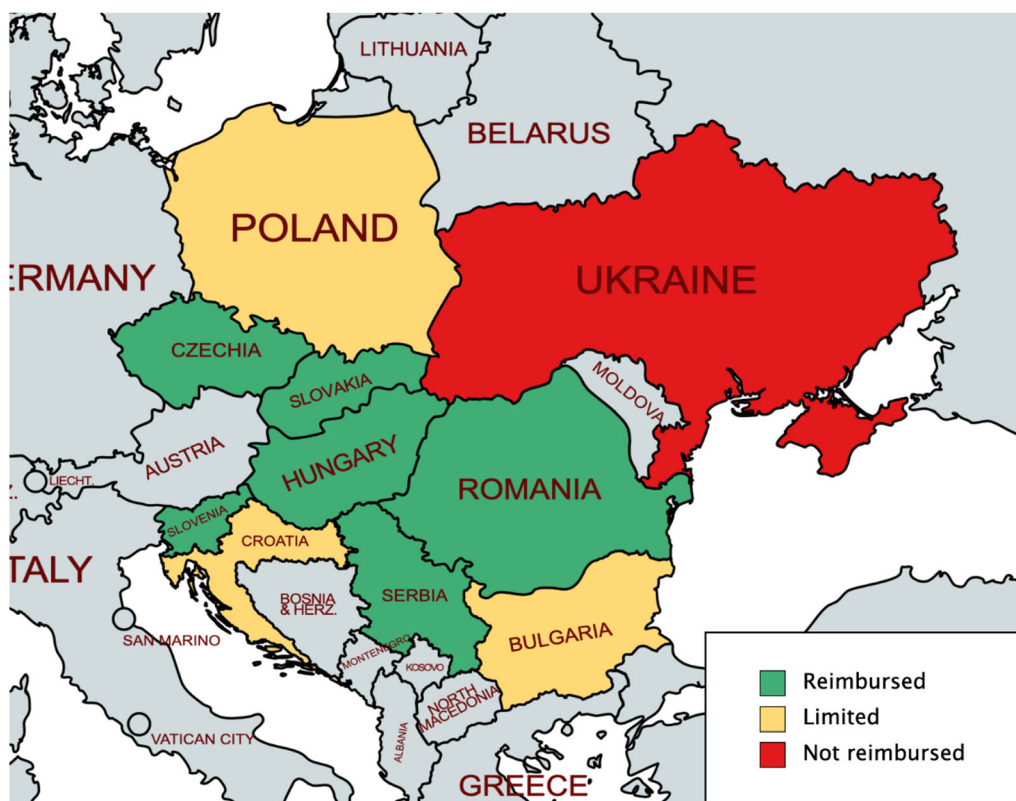 LITHUANIA
BELARUS
POLAND
ERMANY
UKRAINE
CZECHIA
SLOVAKIA
MOLDOVA
AUSTRIA
HUNGARY
LIECHT.
Z.
ROMANIA
SLOVENIA
CROATIA
TALY
BOSNIA
& HERZ.
SERBIA
BULGARIA
SAN MARINO
MONTENEGRO
KOSOVO
NORTH
MACEDONIA
VATICAN CITY
ALBANIA
GREECE
Reimbursed
Limited
Not reimbursed